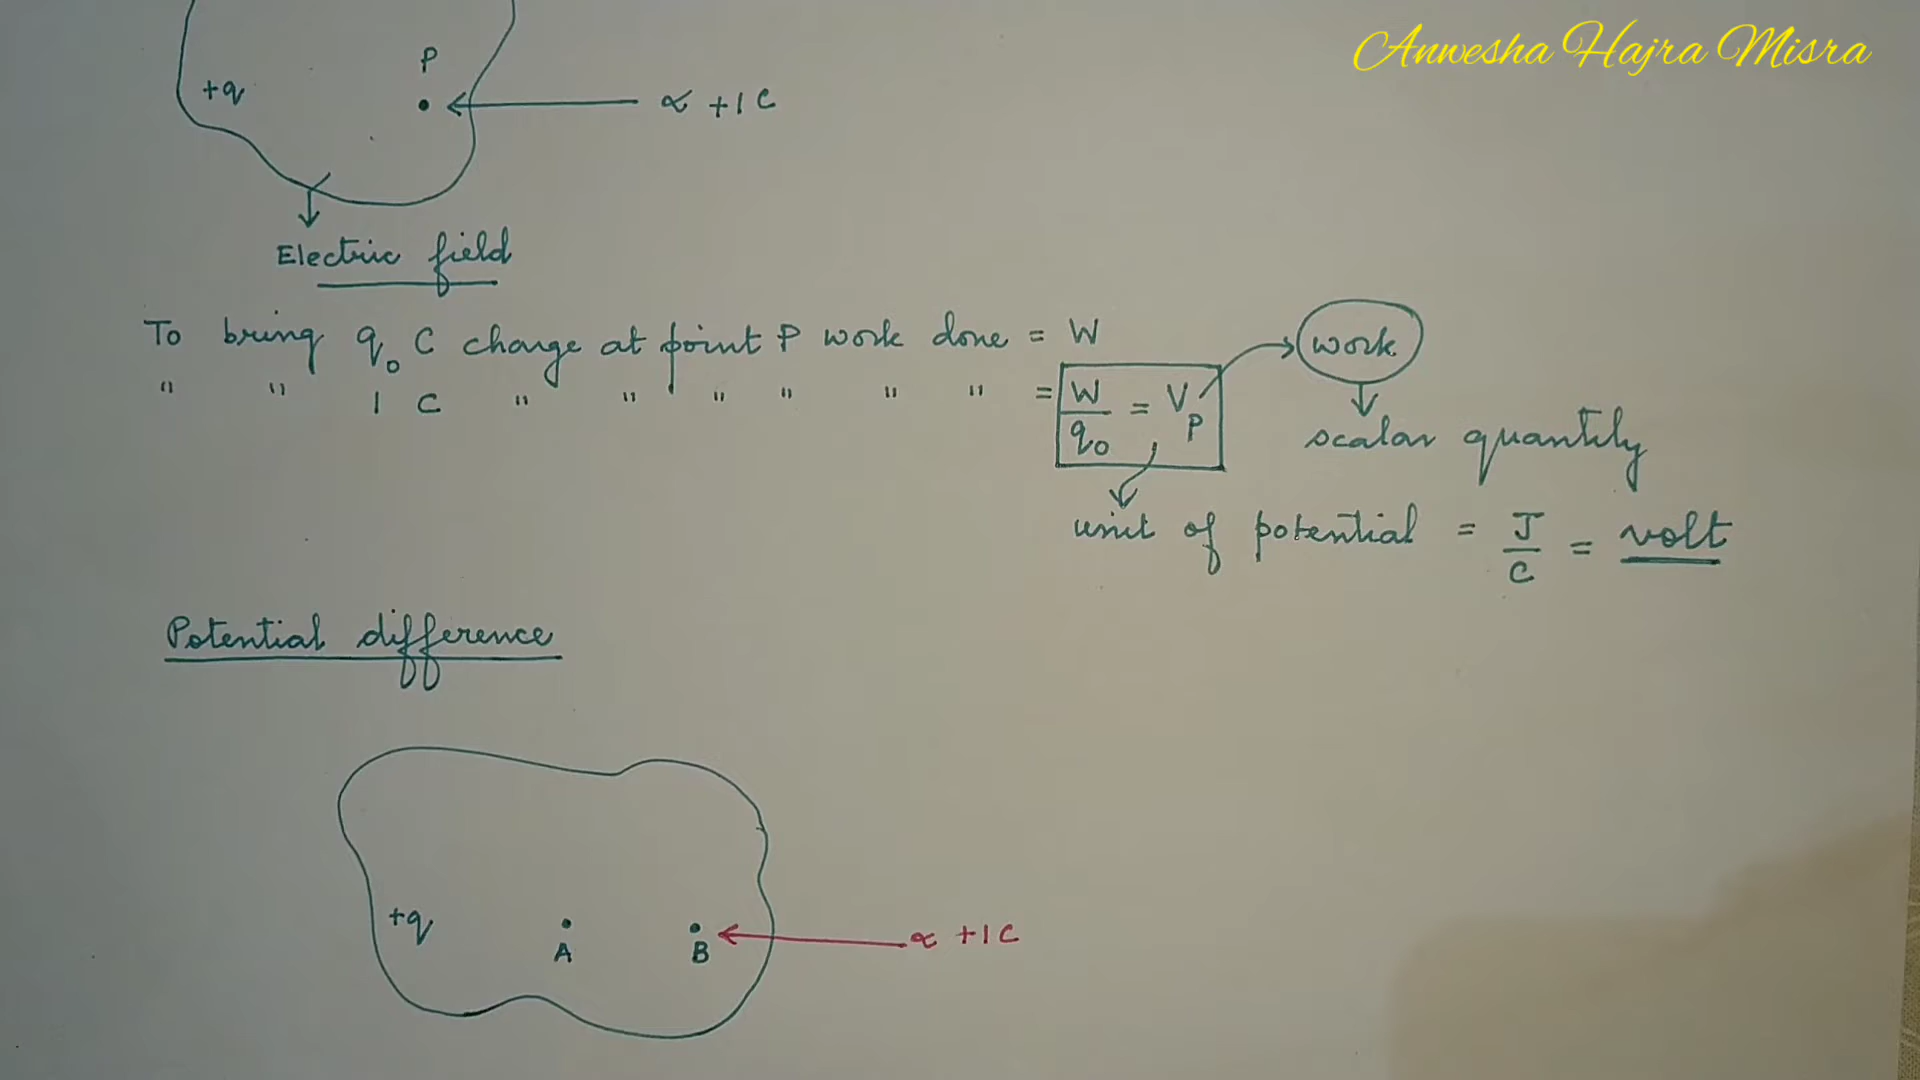 Anwesha Hajra Misra
P
+q
∝ +1 C
Electric field
To bring q₀ C charge at point P work done = W
" " 1 C " " " " " " = W/q₀ = V_P
work
scalar quantity
unit of potential = J/C = volt
Potential difference
+q
A
B
∝ +1 C